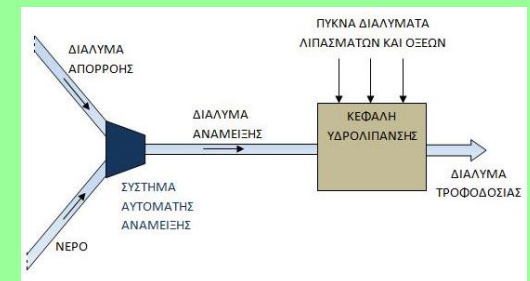 ΠΥΚΝΑ ΔΙΑΛΥΜΑΤΑ
ΛΙΠΑΣΜΑΤΩΝ ΚΑΙ ΟΞΕΩΝ
ΔΙΑΛΥΜΑ
ΑΠΟΡΡΟΗΣ
ΔΙΑΛΥΜΑ
ΑΝΑΜΕΙΞΗΣ
ΚΕΦΑΛΗ
ΥΔΡΟΛΙΠΑΝΣΗΣ
ΔΙΑΛΥΜΑ
ΤΡΟΦΟΔΟΣΙΑΣ
ΣΥΣΤΗΜΑ
ΑΥΤΟΜΑΤΗΣ
ΑΝΑΜΕΙΞΗΣ
ΝΕΡΟ